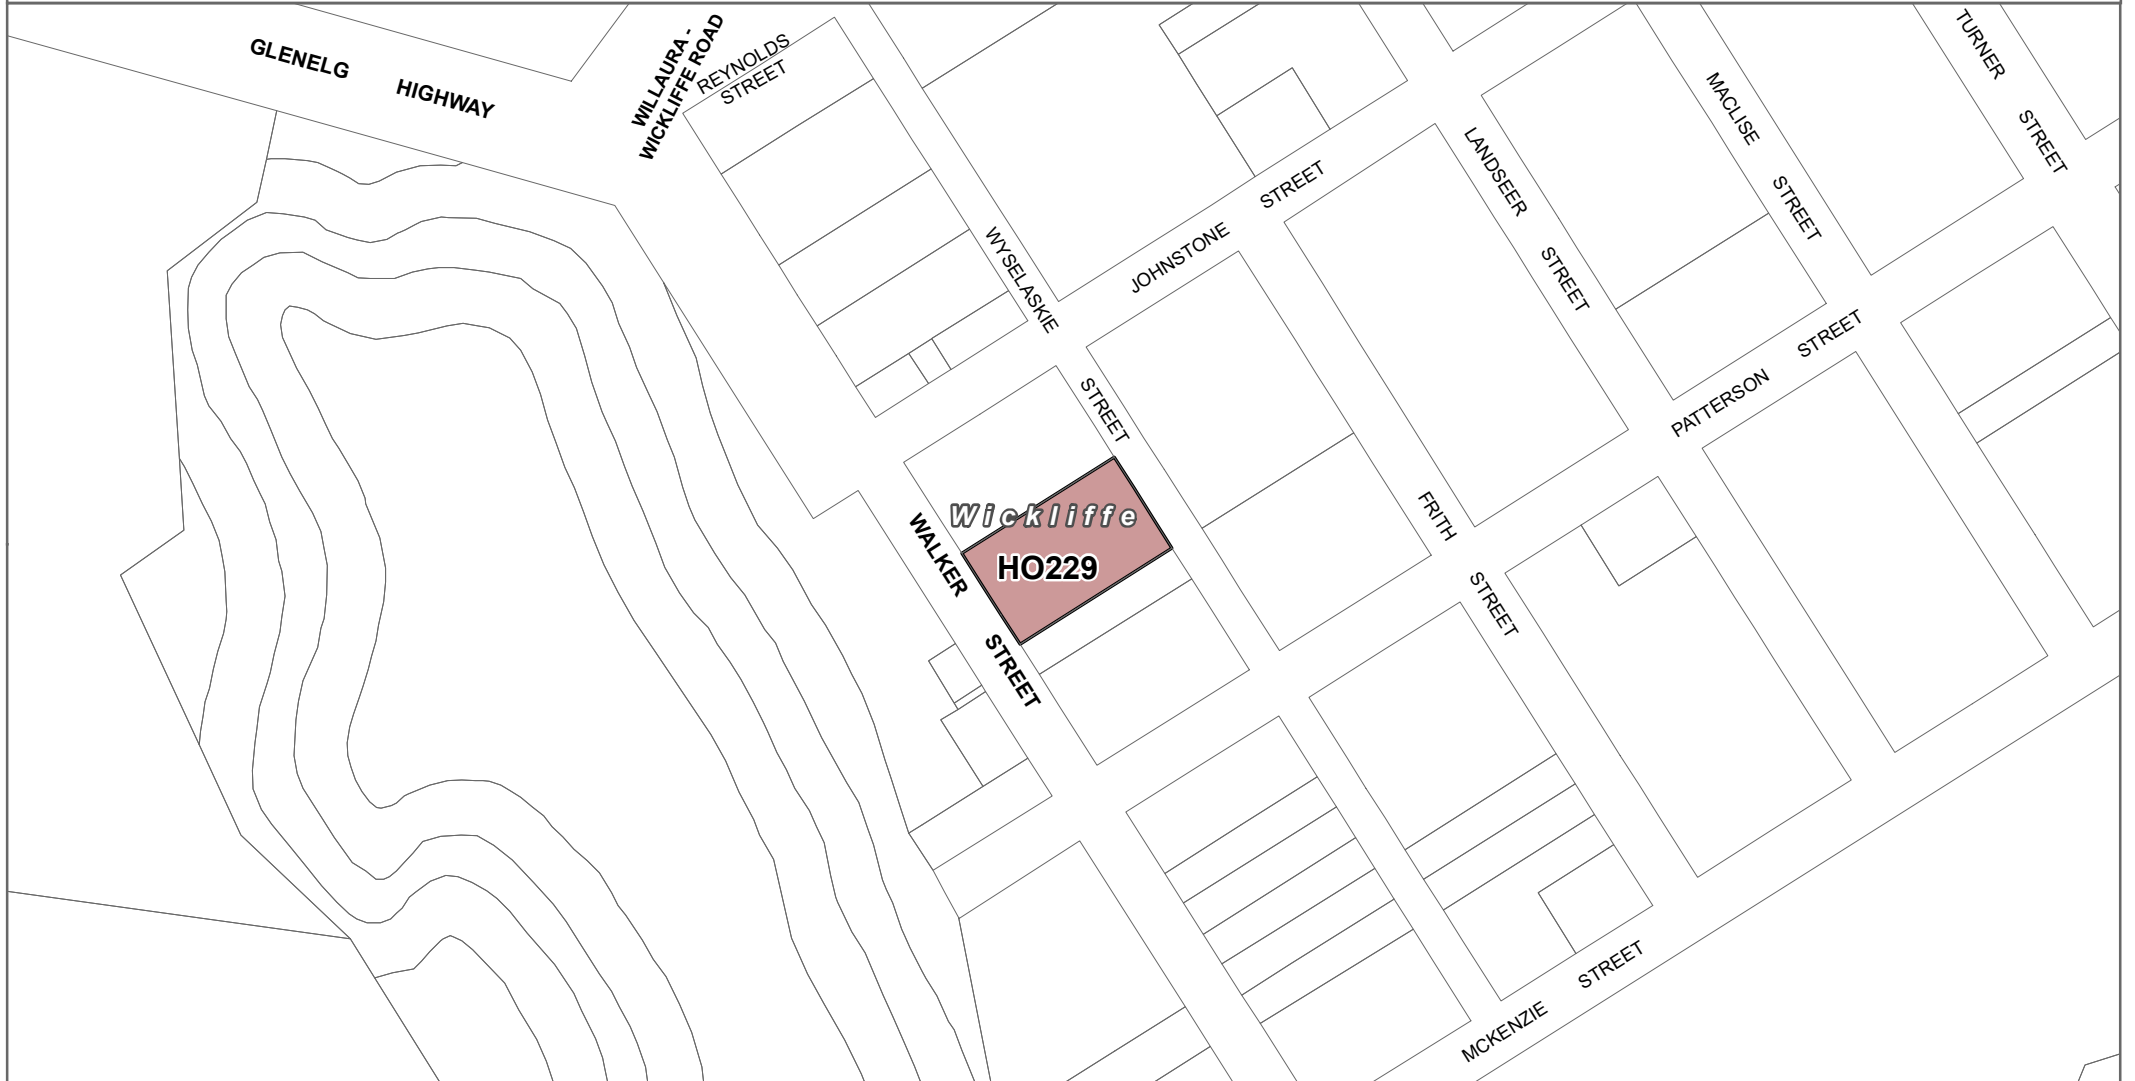 GLENELG HIGHWAY
WILLAURA -
WICKLIFFE ROAD
REYNOLDS
STREET
TURNER STREET
MACLISE STREET
LANDSEER STREET
JOHNSTONE STREET
WYSELASKIE STREET
PATTERSON STREET
FRITH STREET
Wickliffe
HO229
WALKER STREET
MCKENZIE STREET